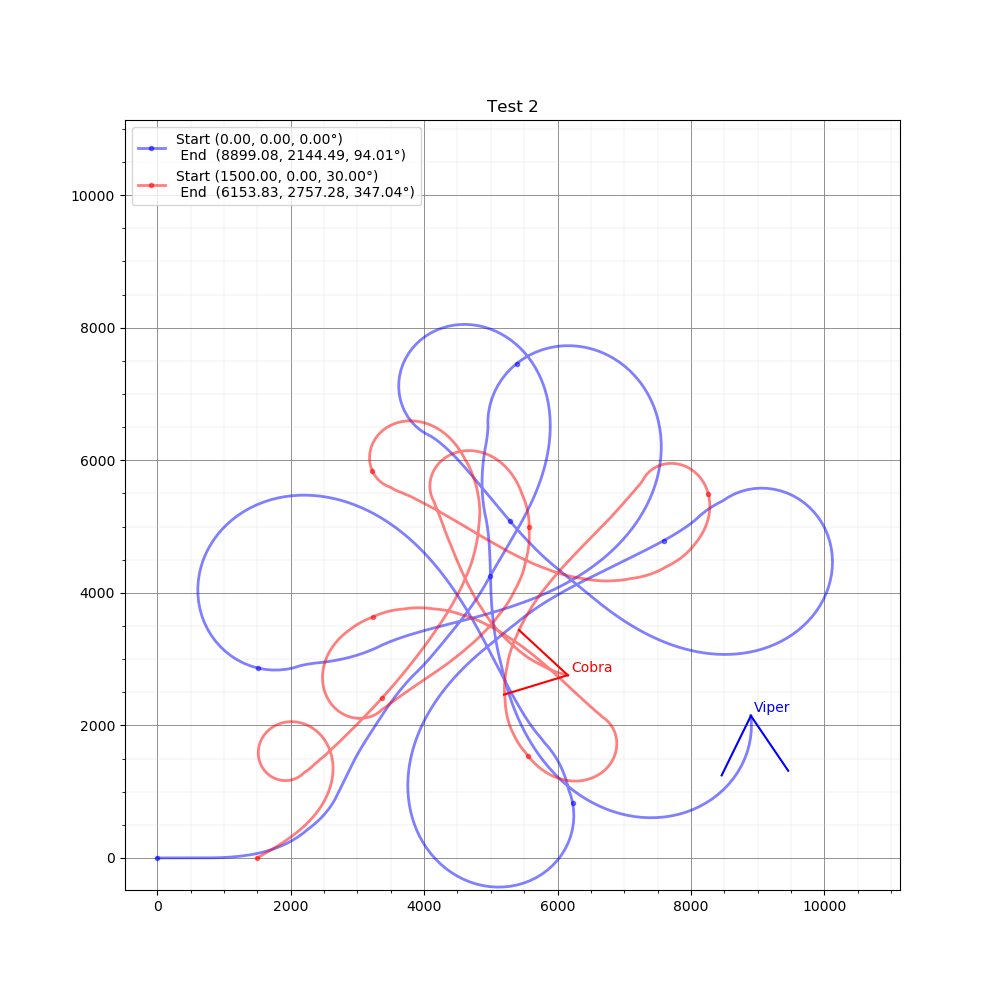 Test 2
Start (0.00, 0.00, 0.00°)
End  (8899.08, 2144.49, 94.01°)
Start (1500.00, 0.00, 30.00°)
End  (6153.83, 2757.28, 347.04°)
10000
8000
6000
4000
2000
0
Cobra
Viper
0 2000 4000 6000 8000 10000